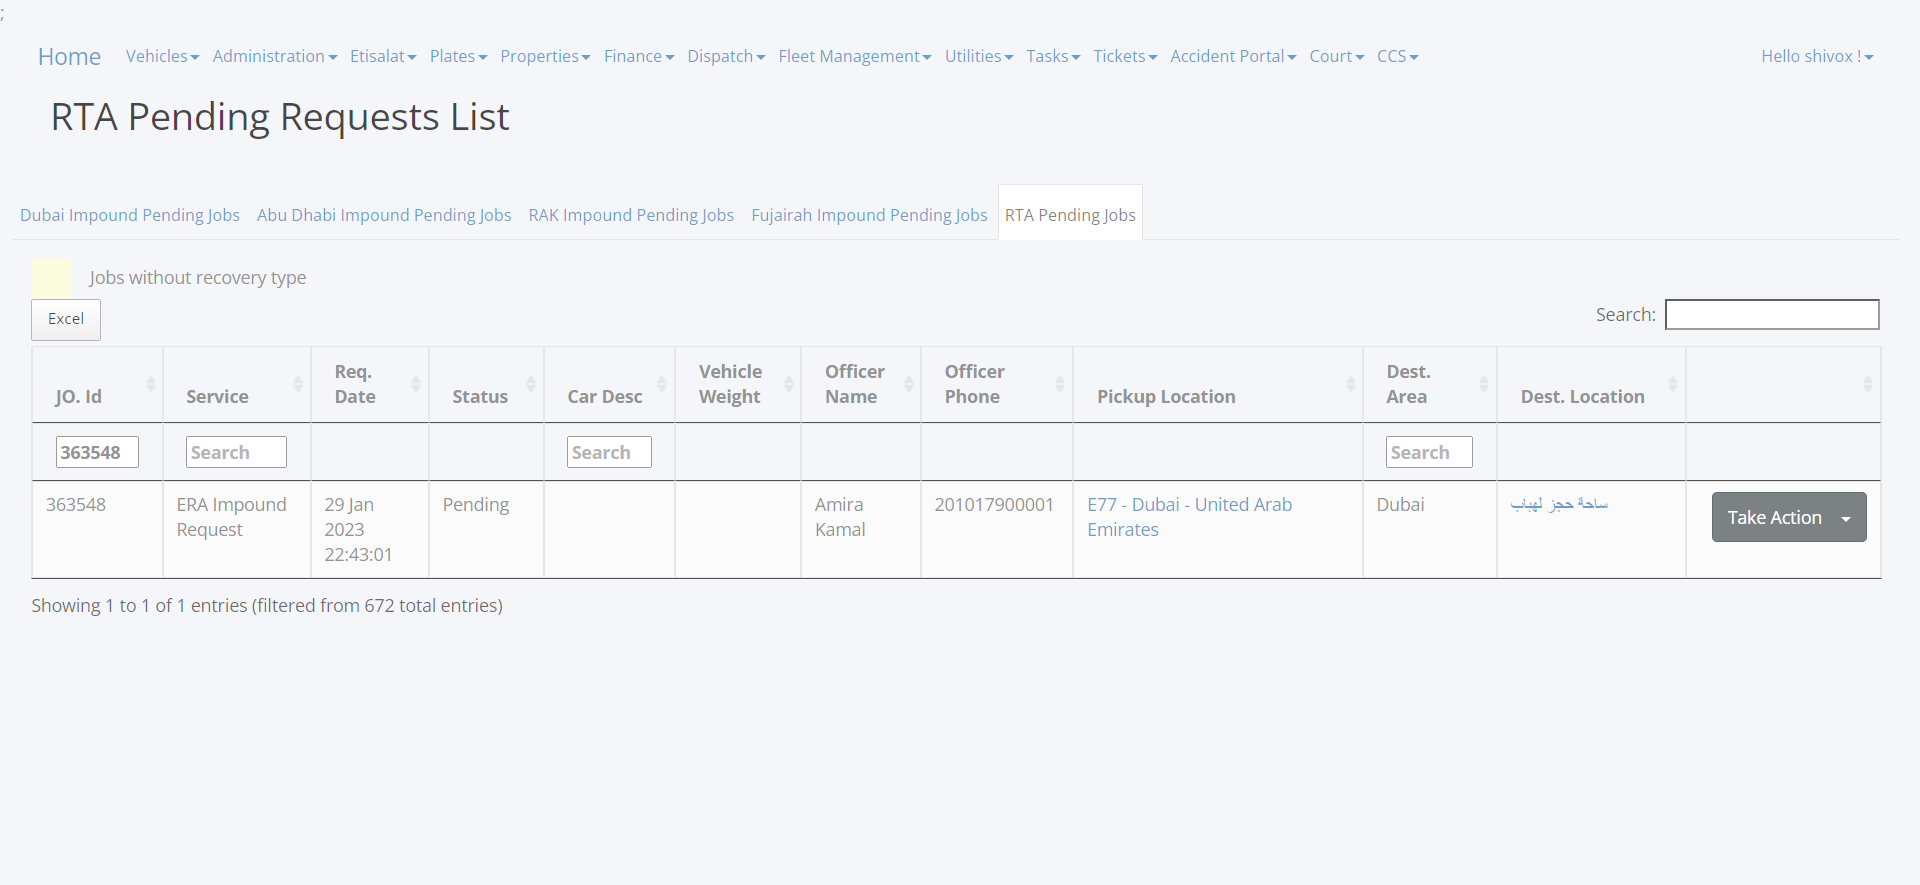 ;
Home Vehicles Administration Etisalat Plates Properties Finance Dispatch Fleet Management Utilities Tasks Tickets Accident Portal Court CCS Hello shivox !
RTA Pending Requests List
Dubai Impound Pending Jobs Abu Dhabi Impound Pending Jobs RAK Impound Pending Jobs Fujairah Impound Pending Jobs RTA Pending Jobs
Jobs without recovery type
Excel Search:
JO. Id Service Req. Date Status Car Desc Vehicle Weight Officer Name Officer Phone Pickup Location Dest. Area Dest. Location
363548 Search Search Search
363548 ERA Impound Request 29 Jan 2023 22:43:01 Pending Amira Kamal 201017900001 E77 - Dubai - United Arab Emirates Dubai ساحة حجز لهباب Take Action
Showing 1 to 1 of 1 entries (filtered from 672 total entries)